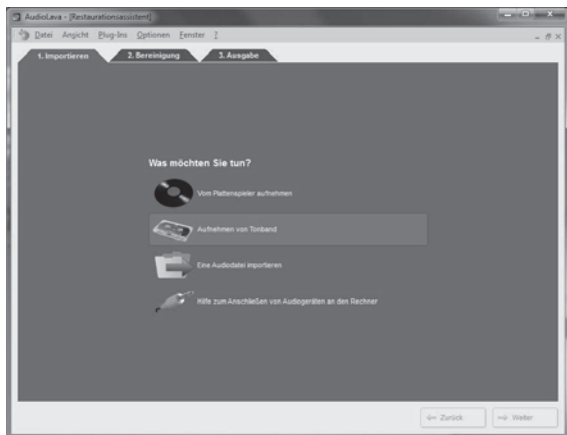 AudioLava - [Restaurationsassistent]
Datei Ansicht Plug-Ins Optionen Fenster ?
1. Importieren 2. Bereinigung 3. Ausgabe
Was möchten Sie tun?
Vom Plattenspieler aufnehmen
Aufnehmen von Tonband
Eine Audiodatei importieren
Hilfe zum Anschließen von Audiogeräten an den Rechner
Zurück Weiter